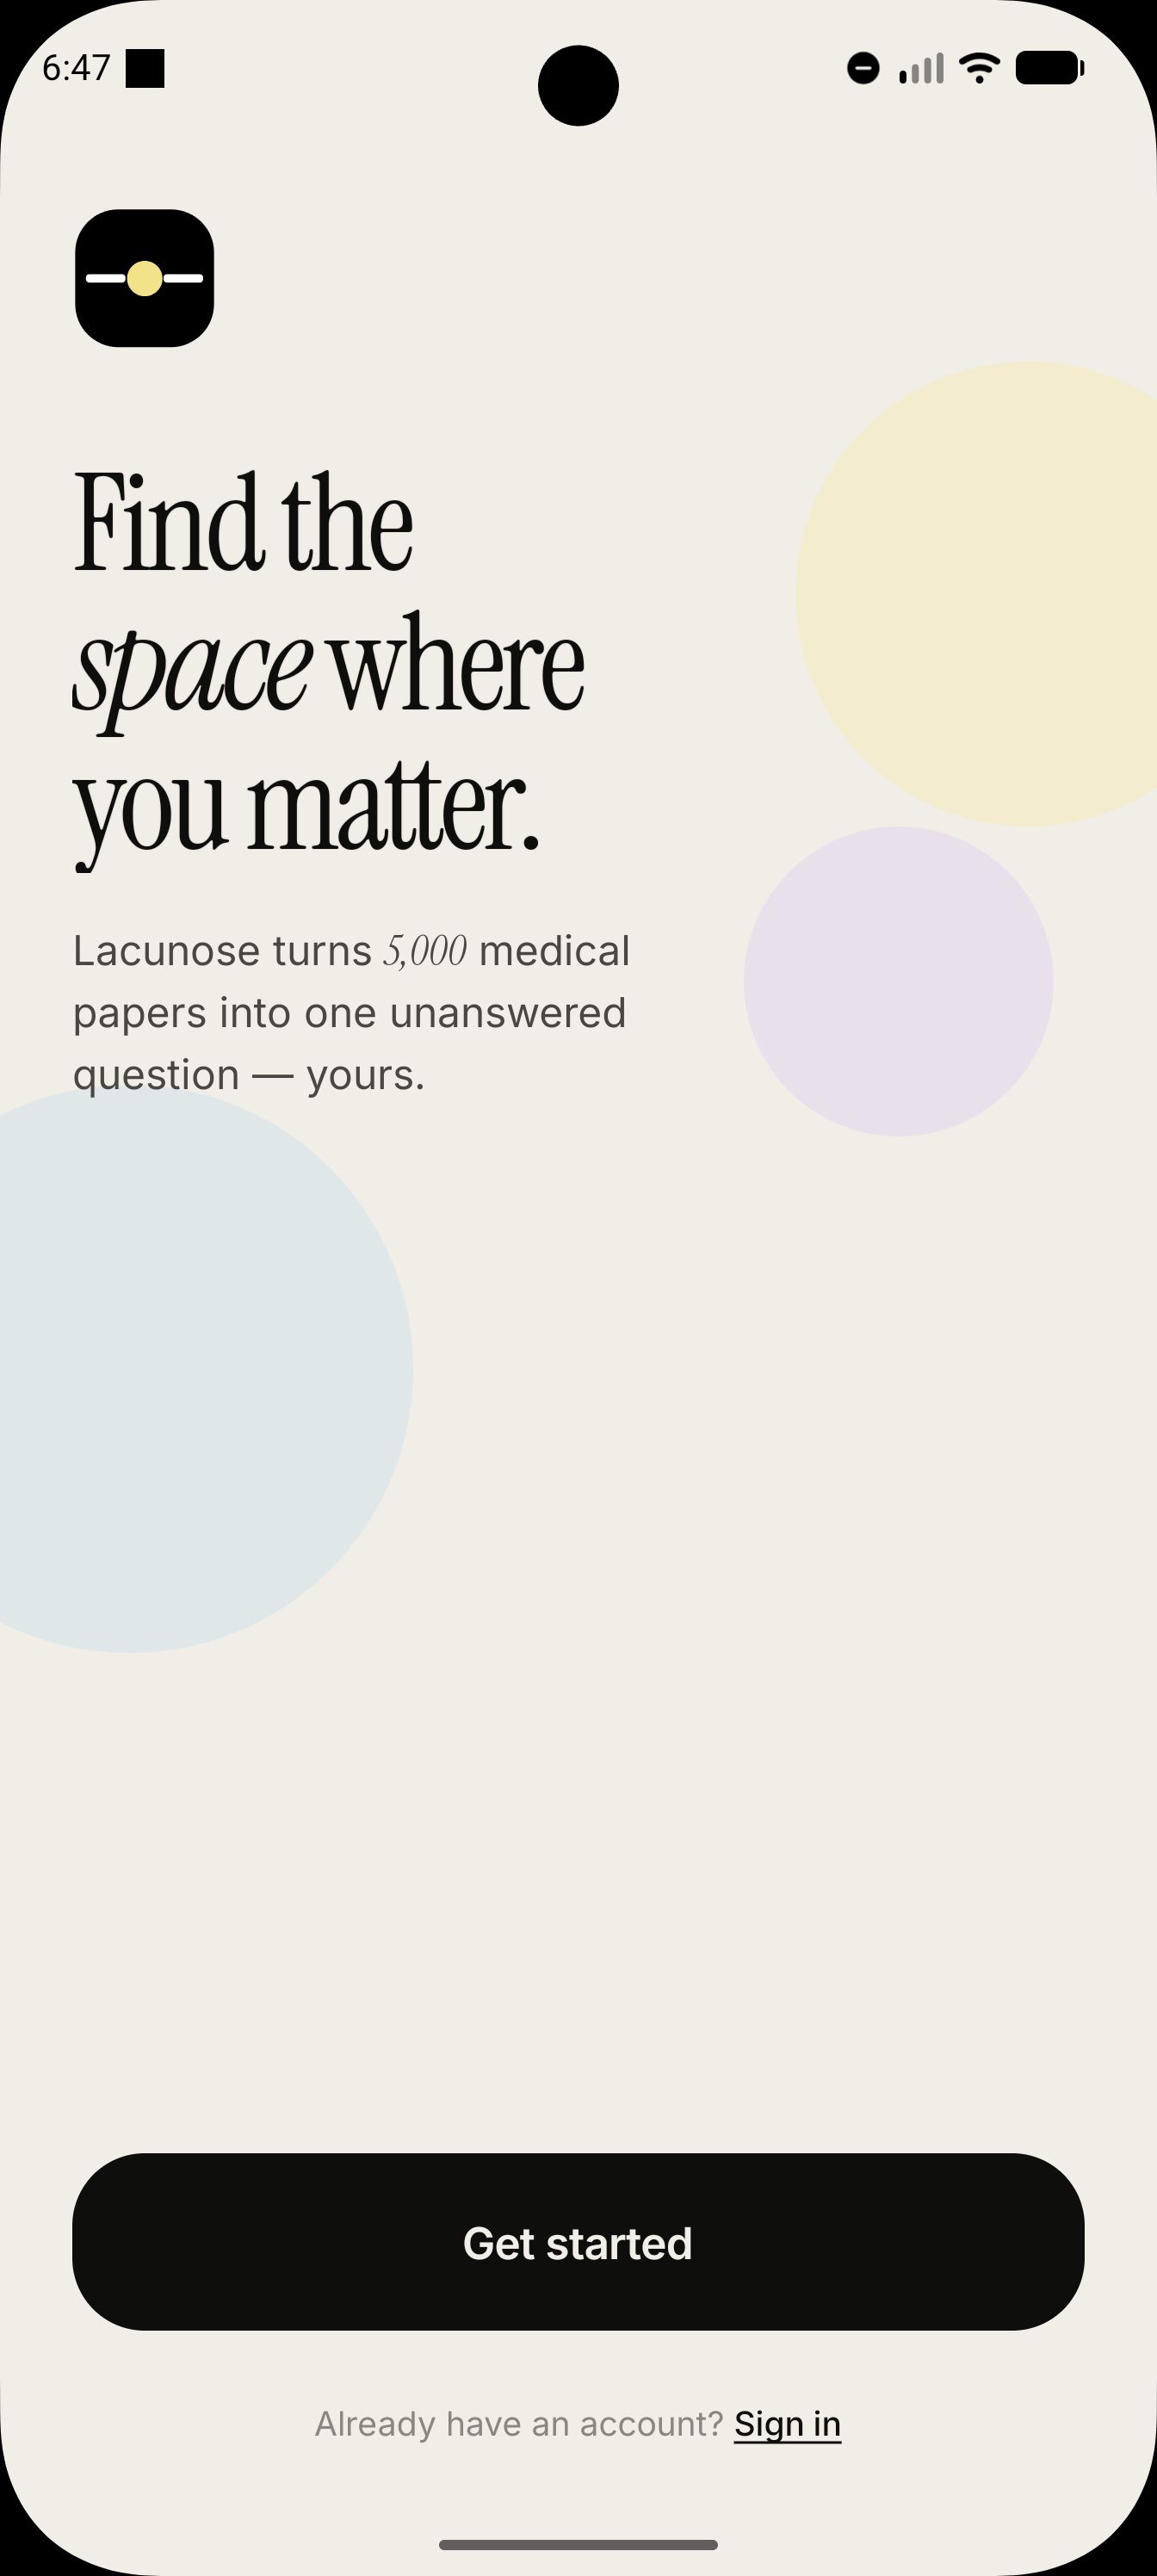 6:47
Find the
space where
you matter.
Lacunose turns 5,000 medical
papers into one unanswered
question — yours.
Get started
Already have an account? Sign in